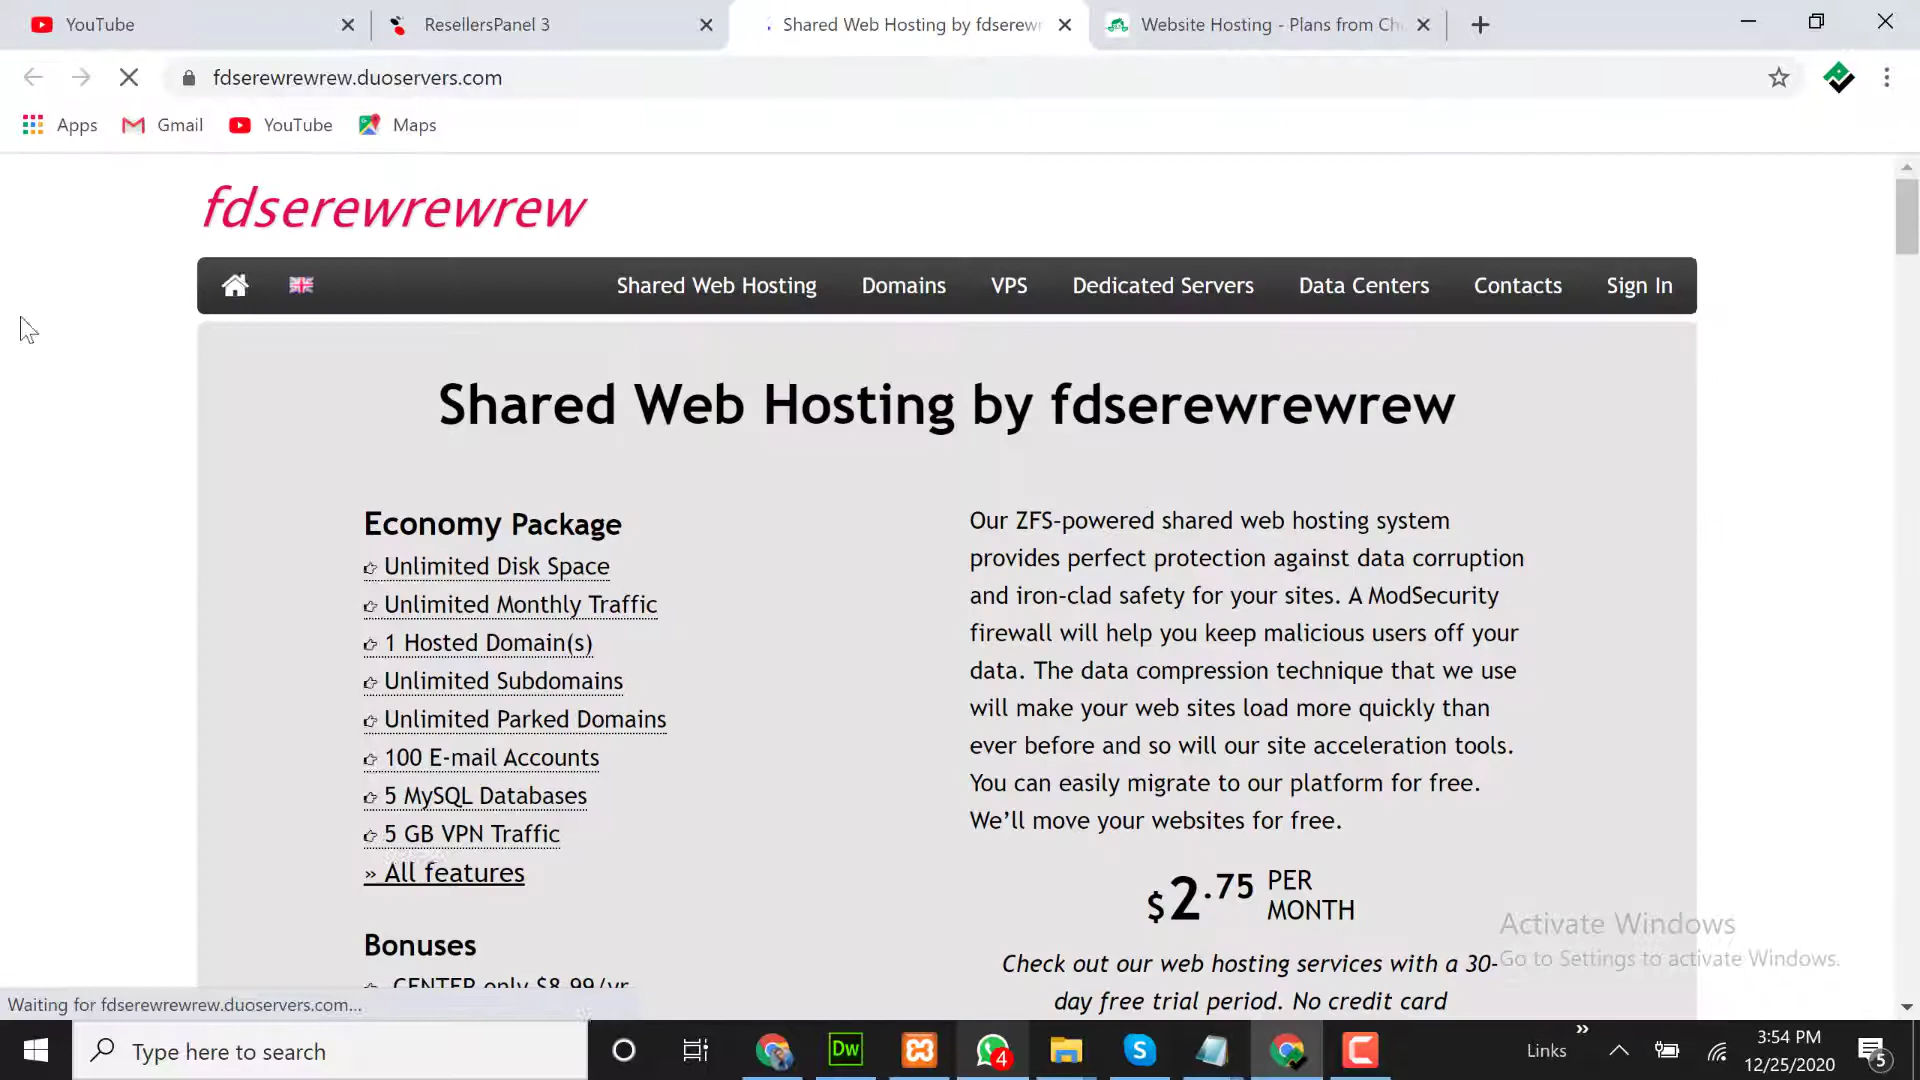 YouTube
ResellersPanel 3
Shared Web Hosting by fdserewr
Website Hosting - Plans from Ch
fdserewrewrew.duoservers.com
Apps
Gmail
YouTube
Maps
fdserewrewrew
Shared Web Hosting
Domains
VPS
Dedicated Servers
Data Centers
Contacts
Sign In
Shared Web Hosting by fdserewrewrew
Economy Package
Unlimited Disk Space
Unlimited Monthly Traffic
1 Hosted Domain(s)
Unlimited Subdomains
Unlimited Parked Domains
100 E-mail Accounts
5 MySQL Databases
5 GB VPN Traffic
» All features
Bonuses
.CENTER only $8.99/yr
Our ZFS-powered shared web hosting system
provides perfect protection against data corruption
and iron-clad safety for your sites. A ModSecurity
firewall will help you keep malicious users off your
data. The data compression technique that we use
will make your web sites load more quickly than
ever before and so will our site acceleration tools.
You can easily migrate to our platform for free.
We'll move your websites for free.
$2.75 PER
MONTH
Check out our web hosting services with a 30-
day free trial period. No credit card
Activate Windows
Go to Settings to activate Windows.
Waiting for fdserewrewrew.duoservers.com...
Type here to search
Dw
4
Links
»
3:54 PM
12/25/2020
5